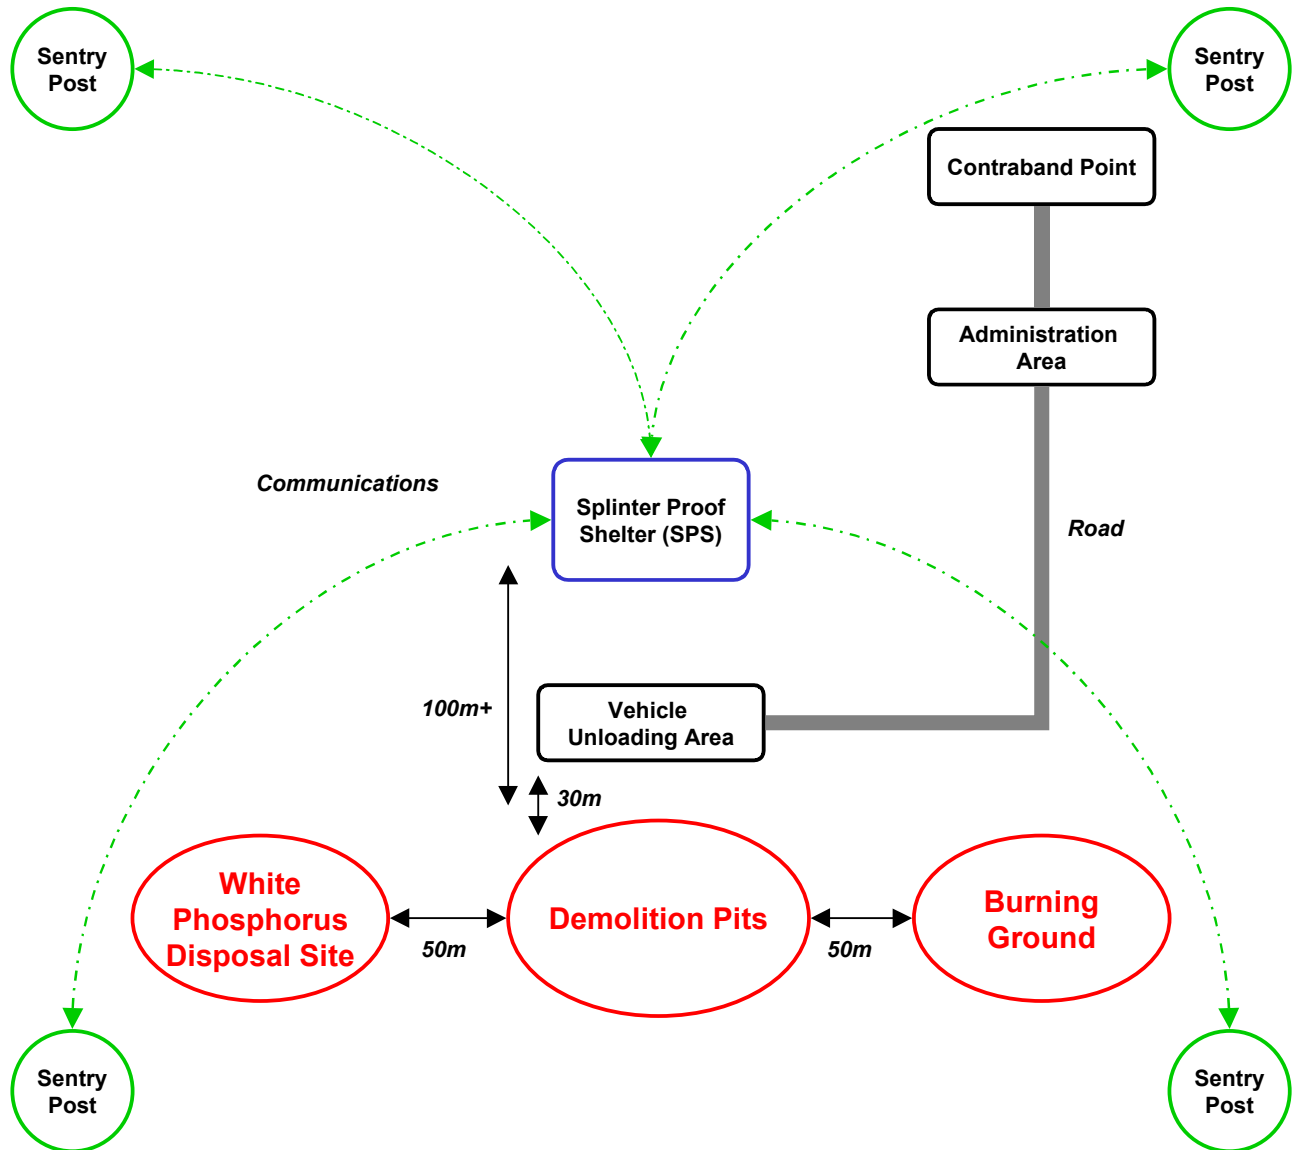 Sentry
Post
Sentry
Post
Contraband Point
Administration
Area
Communications
Splinter Proof
Shelter (SPS)
Road
100m+
Vehicle
Unloading Area
30m
White
Phosphorus
Disposal Site
50m
Demolition Pits
50m
Burning
Ground
Sentry
Post
Sentry
Post